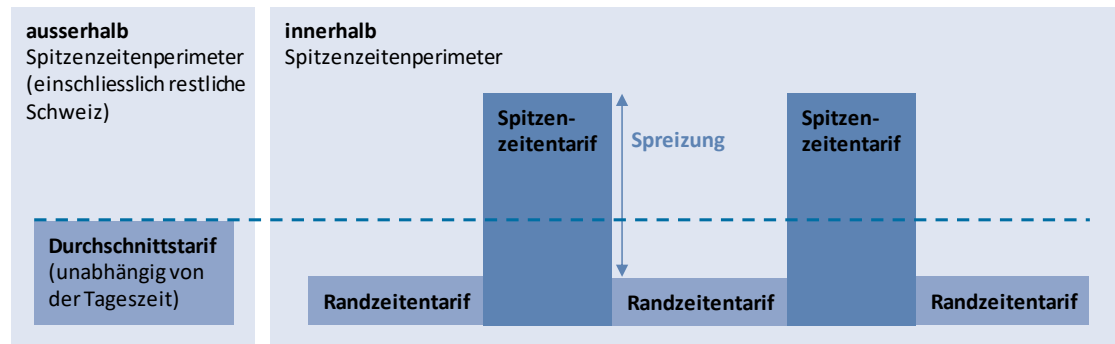 ausserhalb
Spitzenzeitenperimeter
(einschliesslich restliche
Schweiz)
Durchschnittstarif
(unabhängig von
der Tageszeit)
innerhalb
Spitzenzeitenperimeter
Spitzen-
zeitentarif
Spreizung
Spitzen-
zeitentarif
Randzeitentarif
Randzeitentarif
Randzeitentarif